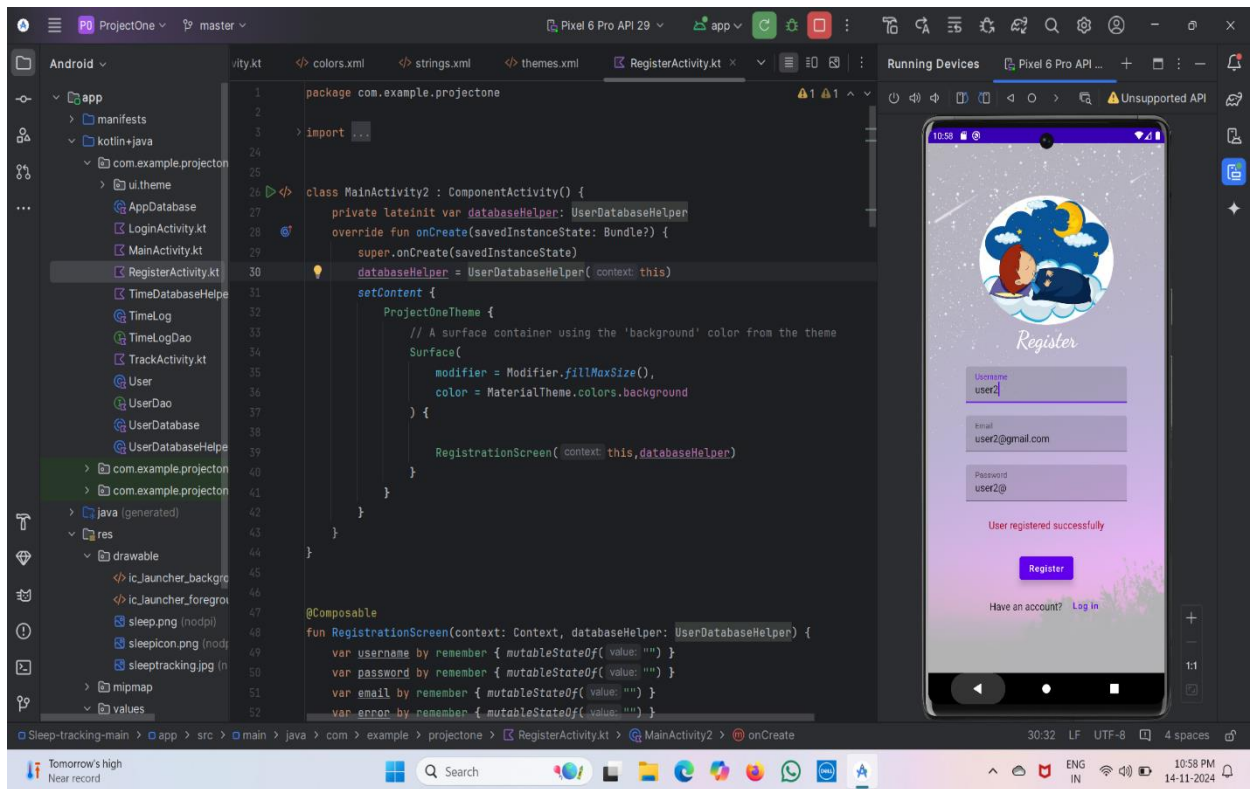 PO ProjectOne master Pixel 6 Pro API 29 app
Android
vity.kt colors.xml strings.xml themes.xml RegisterActivity.kt
Running Devices Pixel 6 Pro API ...
Unsupported API
app
manifests
kotlin+java
com.example.projecton
ui.theme
AppDatabase
LoginActivity.kt
MainActivity.kt
RegisterActivity.kt
TimeDatabaseHelpe
TimeLog
TimeLogDao
TrackActivity.kt
User
UserDao
UserDatabase
UserDatabaseHelpe
com.example.projecton
com.example.projecton
java (generated)
res
drawable
ic_launcher_backgro
ic_launcher_foregrou
sleep.png (nodpi)
sleepicon.png (nodp
sleeptracking.jpg (n
mipmap
values
1 package com.example.projectone
1 1
2
3 import ...
24
25
26 class MainActivity2 : ComponentActivity() {
27 private lateinit var databaseHelper: UserDatabaseHelper
28 override fun onCreate(savedInstanceState: Bundle?) {
29 super.onCreate(savedInstanceState)
30 databaseHelper = UserDatabaseHelper( context: this)
31 setContent {
32 ProjectOneTheme {
33 // A surface container using the 'background' color from the theme
34 Surface(
35 modifier = Modifier.fillMaxSize(),
36 color = MaterialTheme.colors.background
37 ) {
38
39 RegistrationScreen( context: this,databaseHelper)
40 }
41 }
42 }
43 }
44 }
45
46
47 @Composable
48 fun RegistrationScreen(context: Context, databaseHelper: UserDatabaseHelper) {
49 var username by remember { mutableStateOf( value: "") }
50 var password by remember { mutableStateOf( value: "") }
51 var email by remember { mutableStateOf( value: "") }
52 var error by remember { mutableStateOf( value: "") }
10:58
Register
Username
user2
Email
user2@gmail.com
Password
user2@
User registered successfully
Register
Have an account? Log in
1:1
Sleep-tracking-main > app > src > main > java > com > example > projectone > RegisterActivity.kt > MainActivity2 > onCreate
30:32 LF UTF-8 4 spaces
Tomorrow's high
Near record
Search
DELL
ENG
IN
10:58 PM
14-11-2024